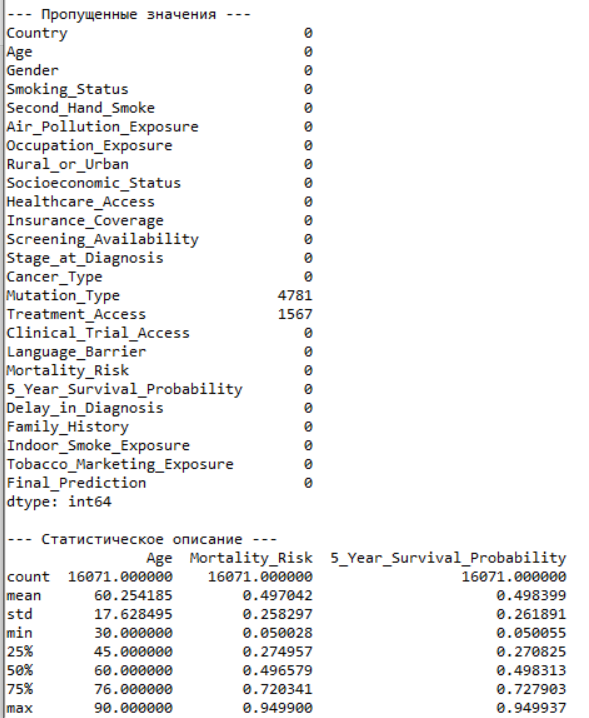 --- Пропущенные значения ---
Country 0
Age 0
Gender 0
Smoking_Status 0
Second_Hand_Smoke 0
Air_Pollution_Exposure 0
Occupation_Exposure 0
Rural_or_Urban 0
Socioeconomic_Status 0
Healthcare_Access 0
Insurance_Coverage 0
Screening_Availability 0
Stage_at_Diagnosis 0
Cancer_Type 0
Mutation_Type 4781
Treatment_Access 1567
Clinical_Trial_Access 0
Language_Barrier 0
Mortality_Risk 0
5_Year_Survival_Probability 0
Delay_in_Diagnosis 0
Family_History 0
Indoor_Smoke_Exposure 0
Tobacco_Marketing_Exposure 0
Final_Prediction 0
dtype: int64
--- Статистическое описание ---
Age Mortality_Risk 5_Year_Survival_Probability
count 16071.000000 16071.000000 16071.000000
mean 60.254185 0.497042 0.498399
std 17.628495 0.258297 0.261891
min 30.000000 0.050028 0.050055
25% 45.000000 0.274957 0.270825
50% 60.000000 0.496579 0.498313
75% 76.000000 0.720341 0.727903
max 90.000000 0.949900 0.949937